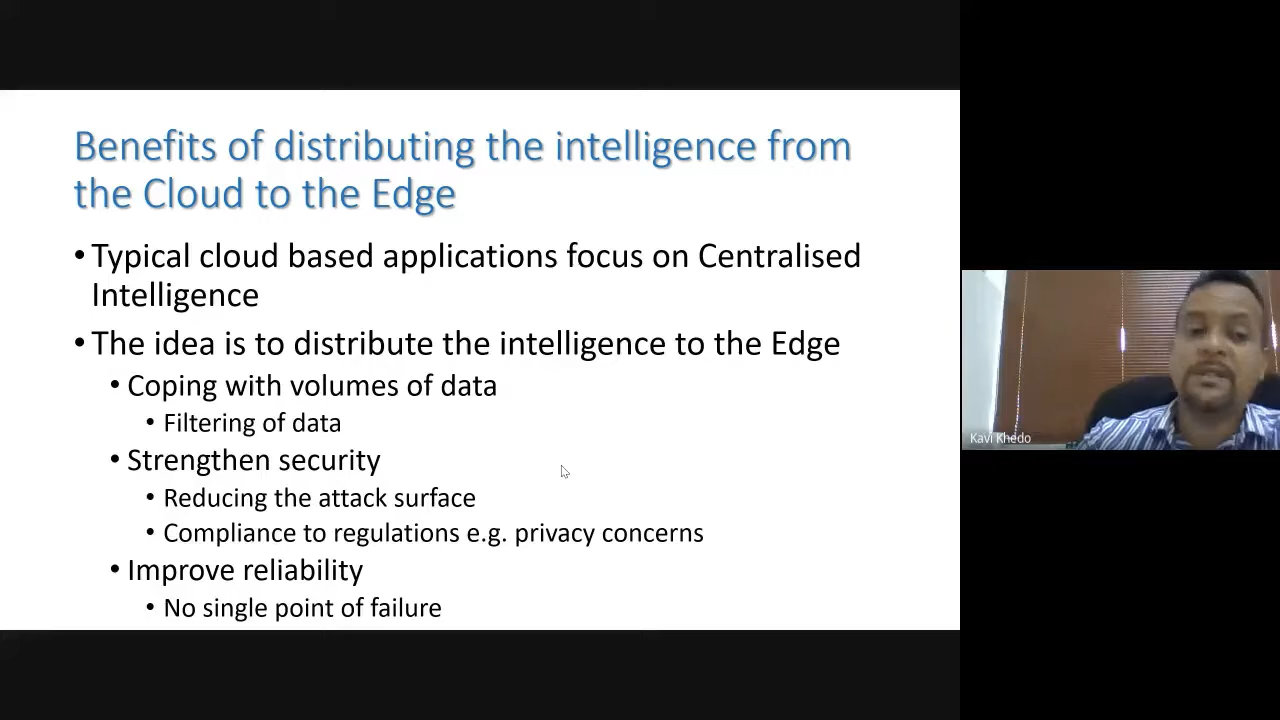 Benefits of distributing the intelligence from
the Cloud to the Edge
• Typical cloud based applications focus on Centralised
Intelligence
• The idea is to distribute the intelligence to the Edge
• Coping with volumes of data
• Filtering of data
• Strengthen security
• Reducing the attack surface
• Compliance to regulations e.g. privacy concerns
• Improve reliability
• No single point of failure
Kavi Khedo